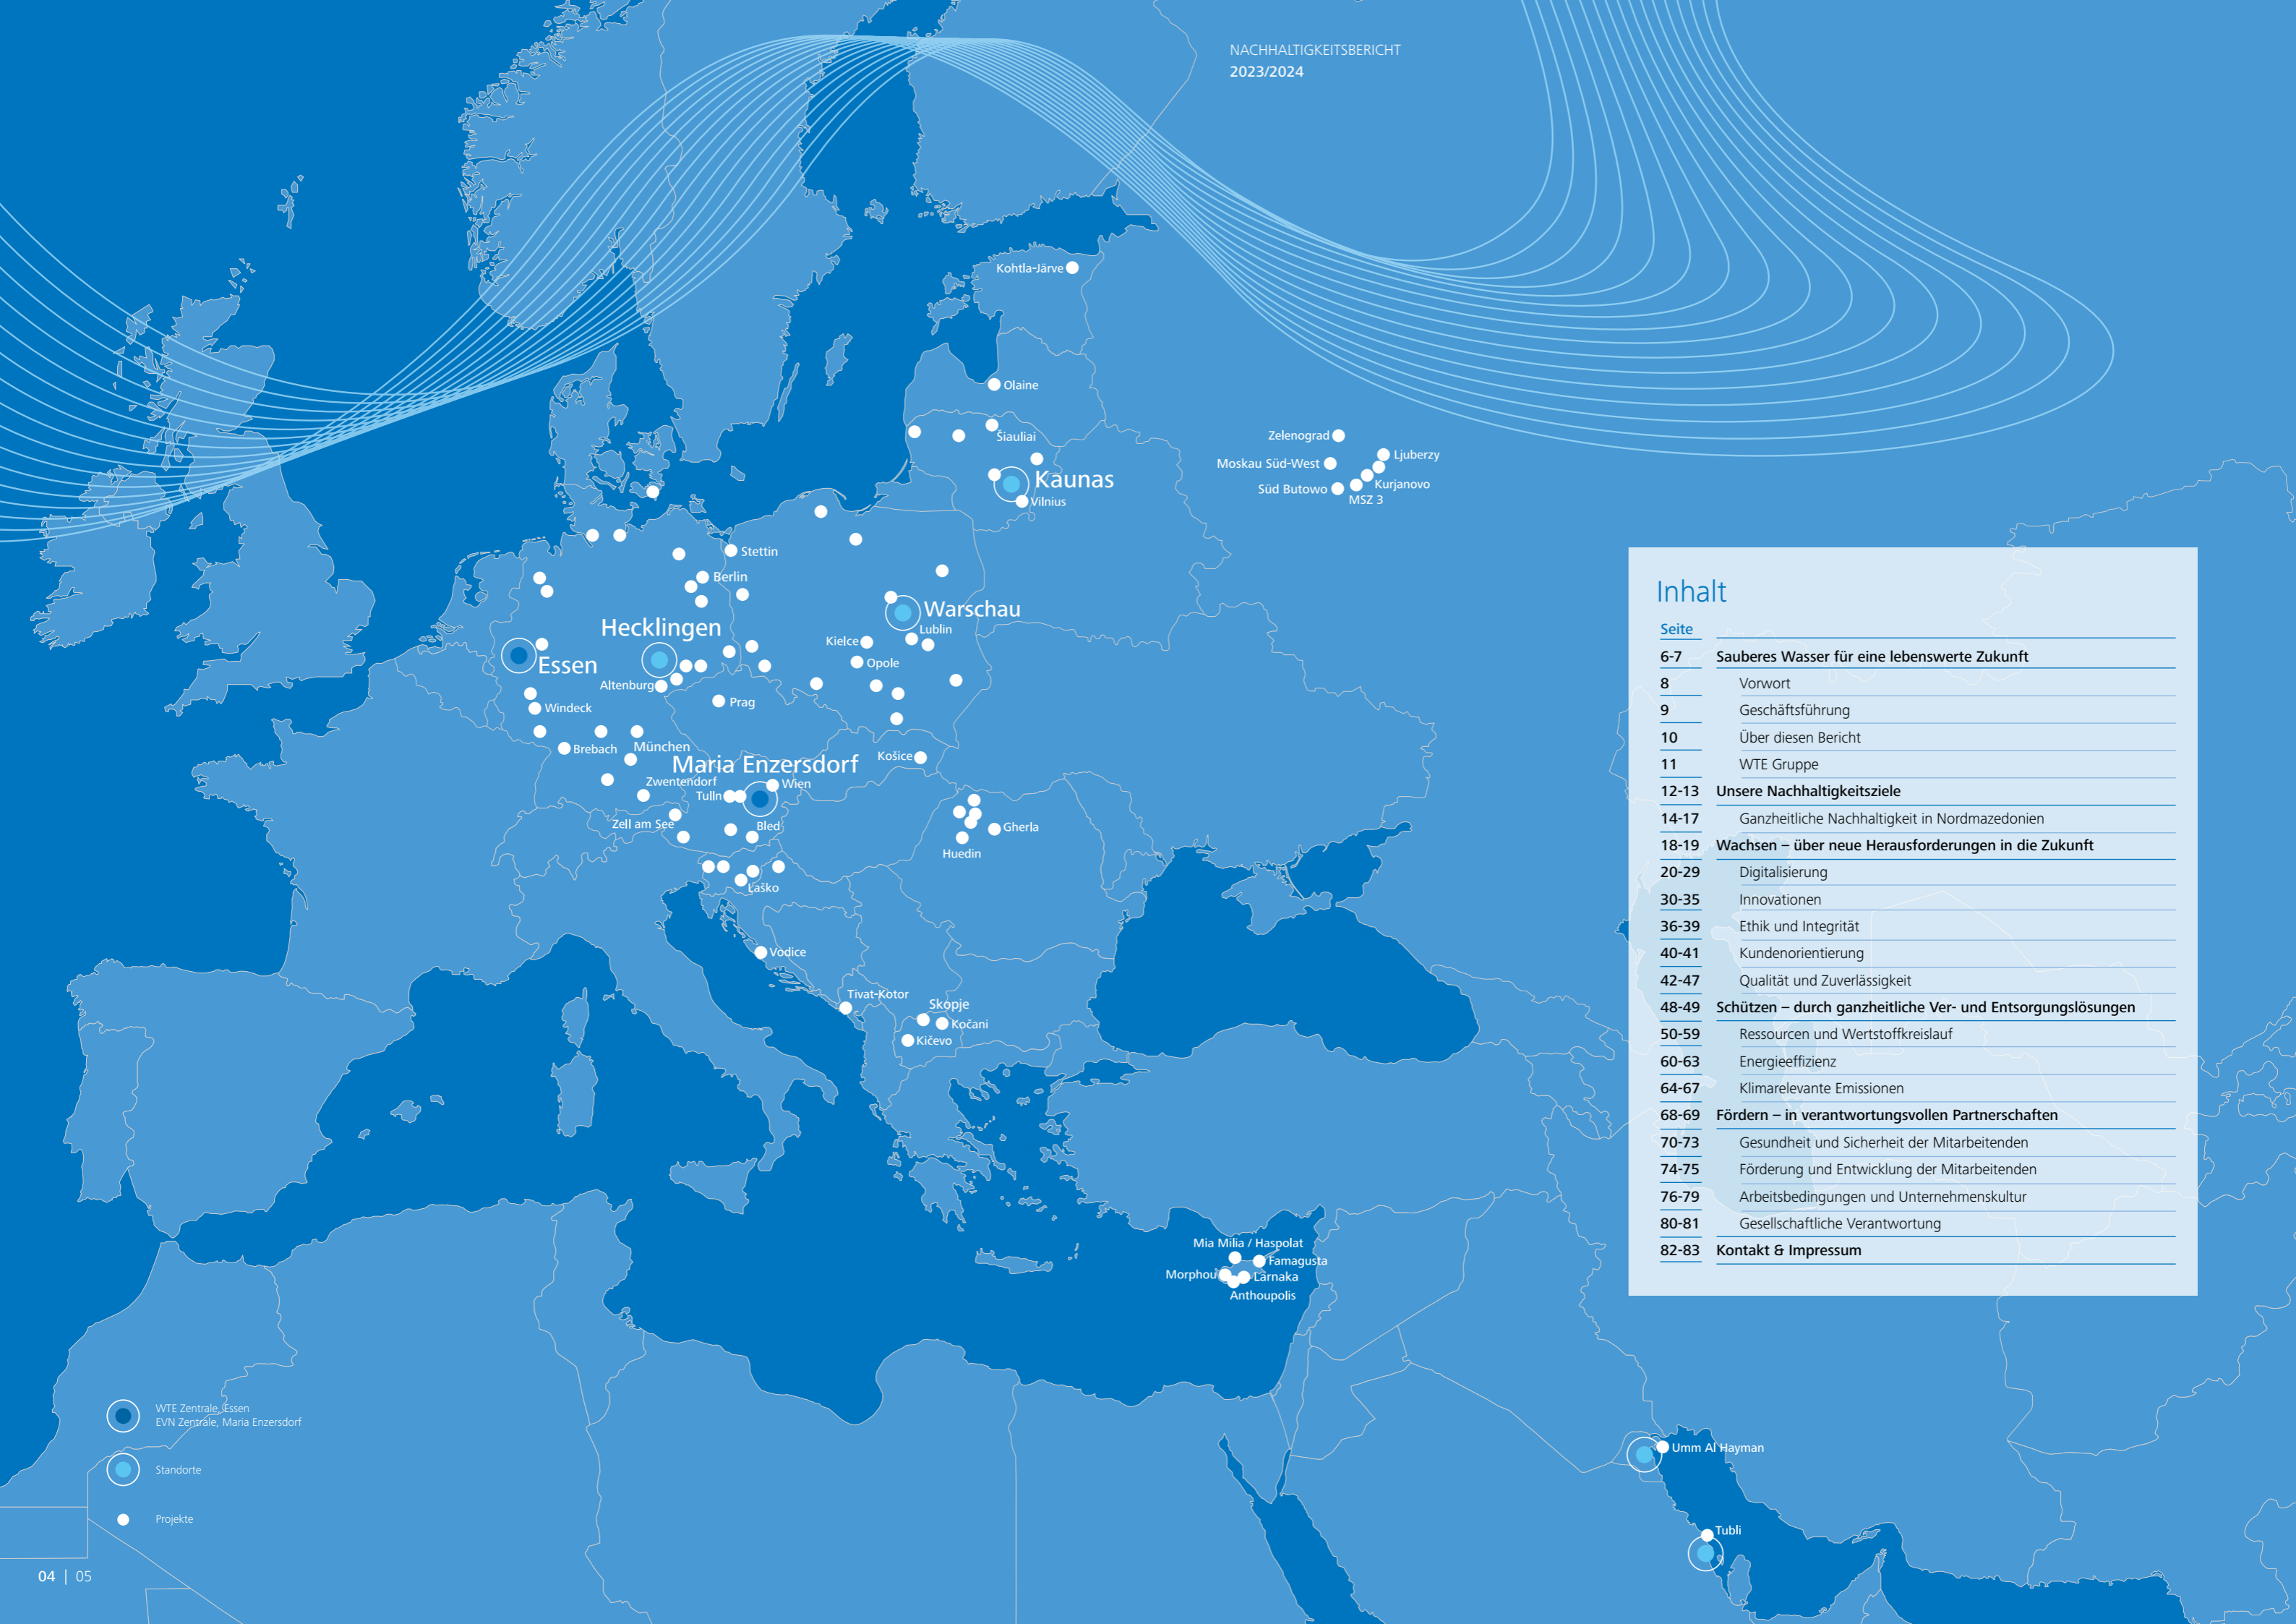 NACHHALTIGKEITSBERICHT
2023/2024
Kohtla-Järve
Olaine
Šiauliai
Kaunas
Vilnius
Zelenograd
Moskau Süd-West
Süd Butowo
Ljuberzy
Kurjanovo
MSZ 3
Stettin
Berlin
Hecklingen
Essen
Altenburg
Warschau
Lublin
Kielce
Opole
Prag
Windeck
Brebach
München
Maria Enzersdorf
Košice
Zwentendorf
Wien
Tulln
Zell am See
Bled
Gherla
Huedin
Laško
Vodice
Tivat-Kotor
Skopje
Kočani
Kičevo
Mia Milia / Haspolat
Famagusta
Morphou
Larnaka
Anthoupolis
Umm Al Hayman
Tubli
Inhalt
Seite
6-7 Sauberes Wasser für eine lebenswerte Zukunft
8 Vorwort
9 Geschäftsführung
10 Über diesen Bericht
11 WTE Gruppe
12-13 Unsere Nachhaltigkeitsziele
14-17 Ganzheitliche Nachhaltigkeit in Nordmazedonien
18-19 Wachsen – über neue Herausforderungen in die Zukunft
20-29 Digitalisierung
30-35 Innovationen
36-39 Ethik und Integrität
40-41 Kundenorientierung
42-47 Qualität und Zuverlässigkeit
48-49 Schützen – durch ganzheitliche Ver- und Entsorgungslösungen
50-59 Ressourcen und Wertstoffkreislauf
60-63 Energieeffizienz
64-67 Klimarelevante Emissionen
68-69 Fördern – in verantwortungsvollen Partnerschaften
70-73 Gesundheit und Sicherheit der Mitarbeitenden
74-75 Förderung und Entwicklung der Mitarbeitenden
76-79 Arbeitsbedingungen und Unternehmenskultur
80-81 Gesellschaftliche Verantwortung
82-83 Kontakt & Impressum
WTE Zentrale, Essen
EVN Zentrale, Maria Enzersdorf
Standorte
Projekte
04 | 05